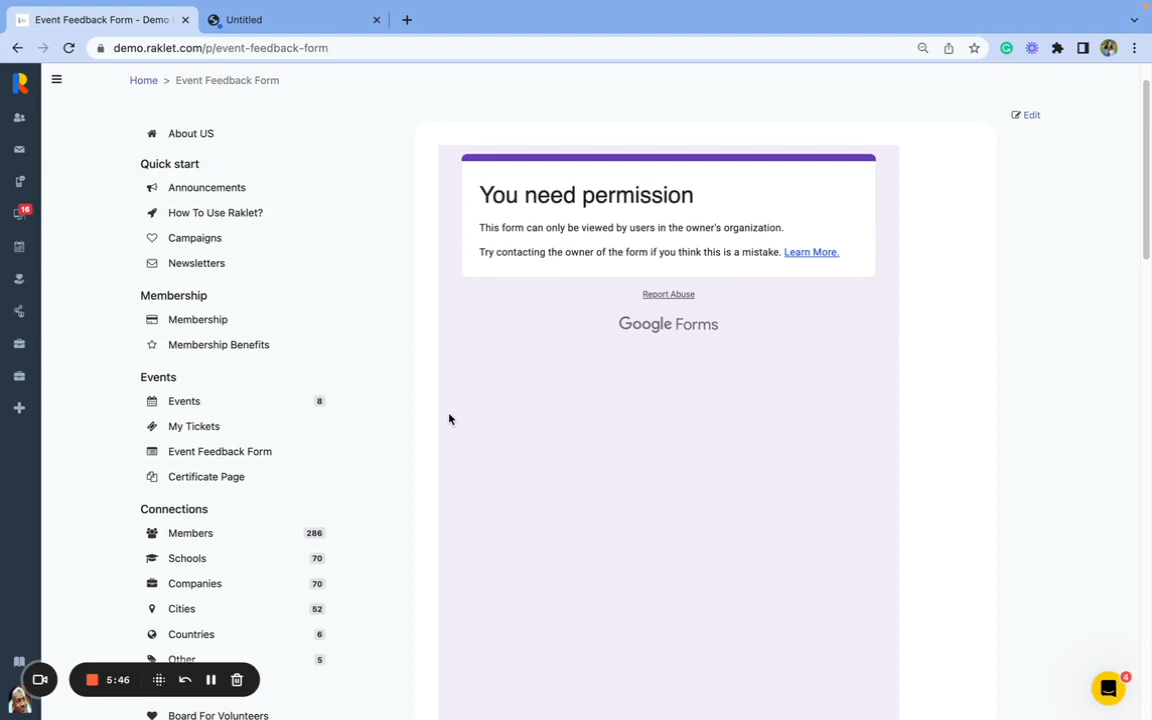 Event Feedback Form - Demo
Untitled
demo.raklet.com/p/event-feedback-form
Home > Event Feedback Form
Edit
About US
Quick start
Announcements
How To Use Raklet?
Campaigns
Newsletters
Membership
Membership
Membership Benefits
Events
Events 8
My Tickets
Event Feedback Form
Certificate Page
Connections
Members 286
Schools 70
Companies 70
Cities 52
Countries 6
Other 5
Board For Volunteers
You need permission
This form can only be viewed by users in the owner's organization.
Try contacting the owner of the form if you think this is a mistake. Learn More.
Report Abuse
Google Forms
16
5:46
4